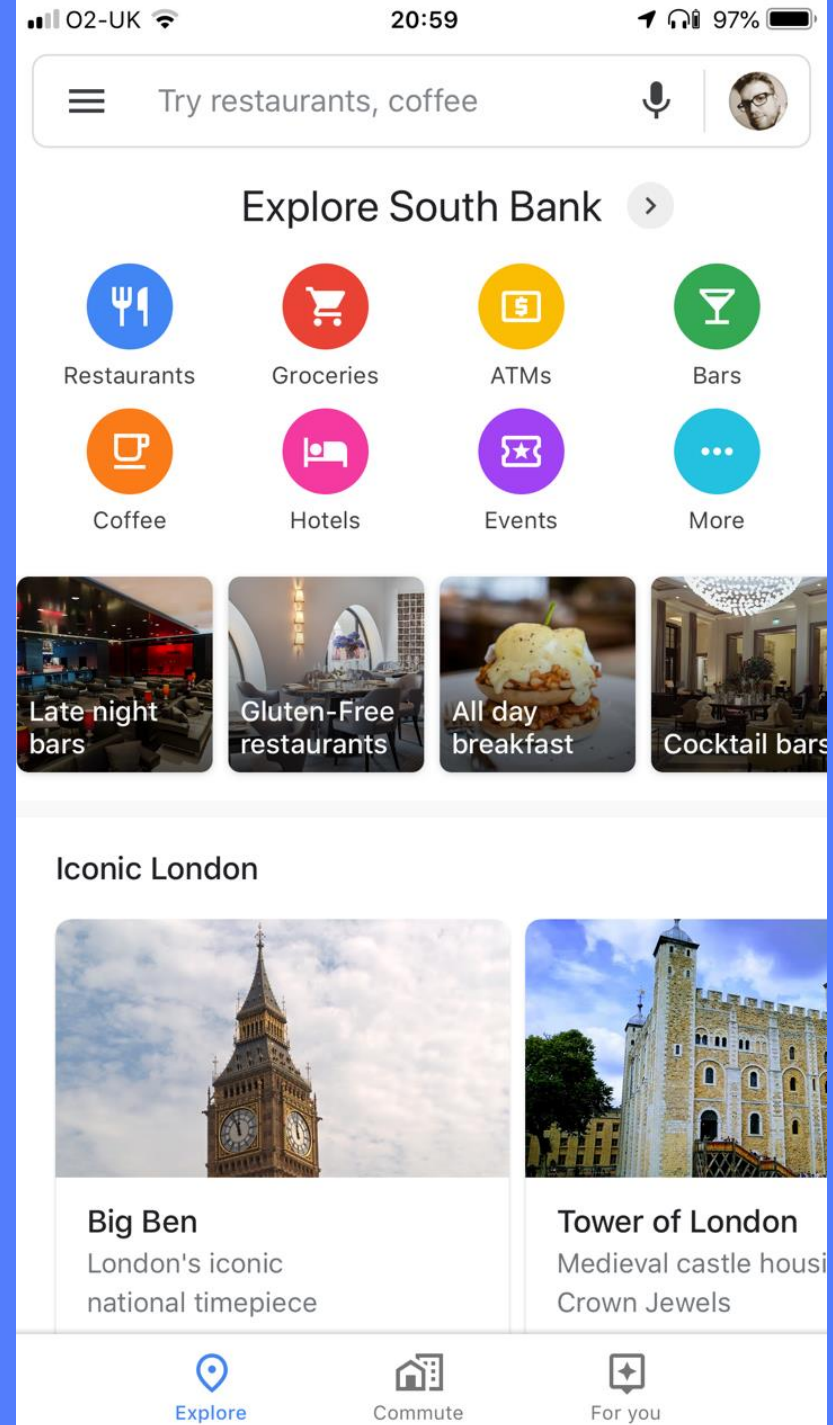 O2-UK 20:59 97%
Try restaurants, coffee
Explore South Bank
Restaurants Groceries ATMs Bars
Coffee Hotels Events More
Late night
bars
Gluten-Free
restaurants
All day
breakfast
Cocktail bars
Iconic London
Big Ben
London's iconic
national timepiece
Tower of London
Medieval castle housi
Crown Jewels
Explore Commute For you